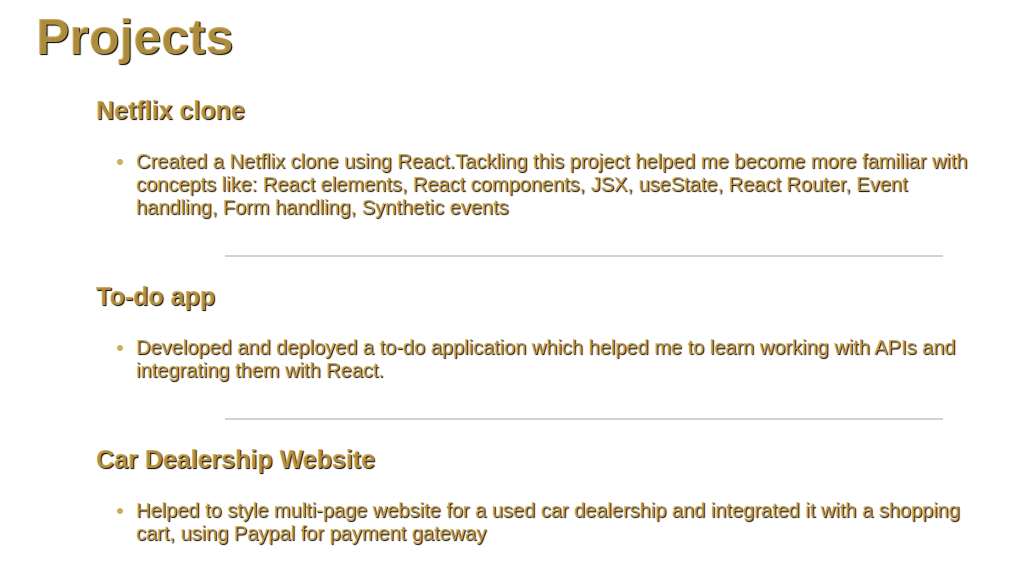 Projects
Netflix clone
• Created a Netflix clone using React.Tackling this project helped me become more familiar with
concepts like: React elements, React components, JSX, useState, React Router, Event
handling, Form handling, Synthetic events
To-do app
• Developed and deployed a to-do application which helped me to learn working with APIs and
integrating them with React.
Car Dealership Website
• Helped to style multi-page website for a used car dealership and integrated it with a shopping
cart, using Paypal for payment gateway